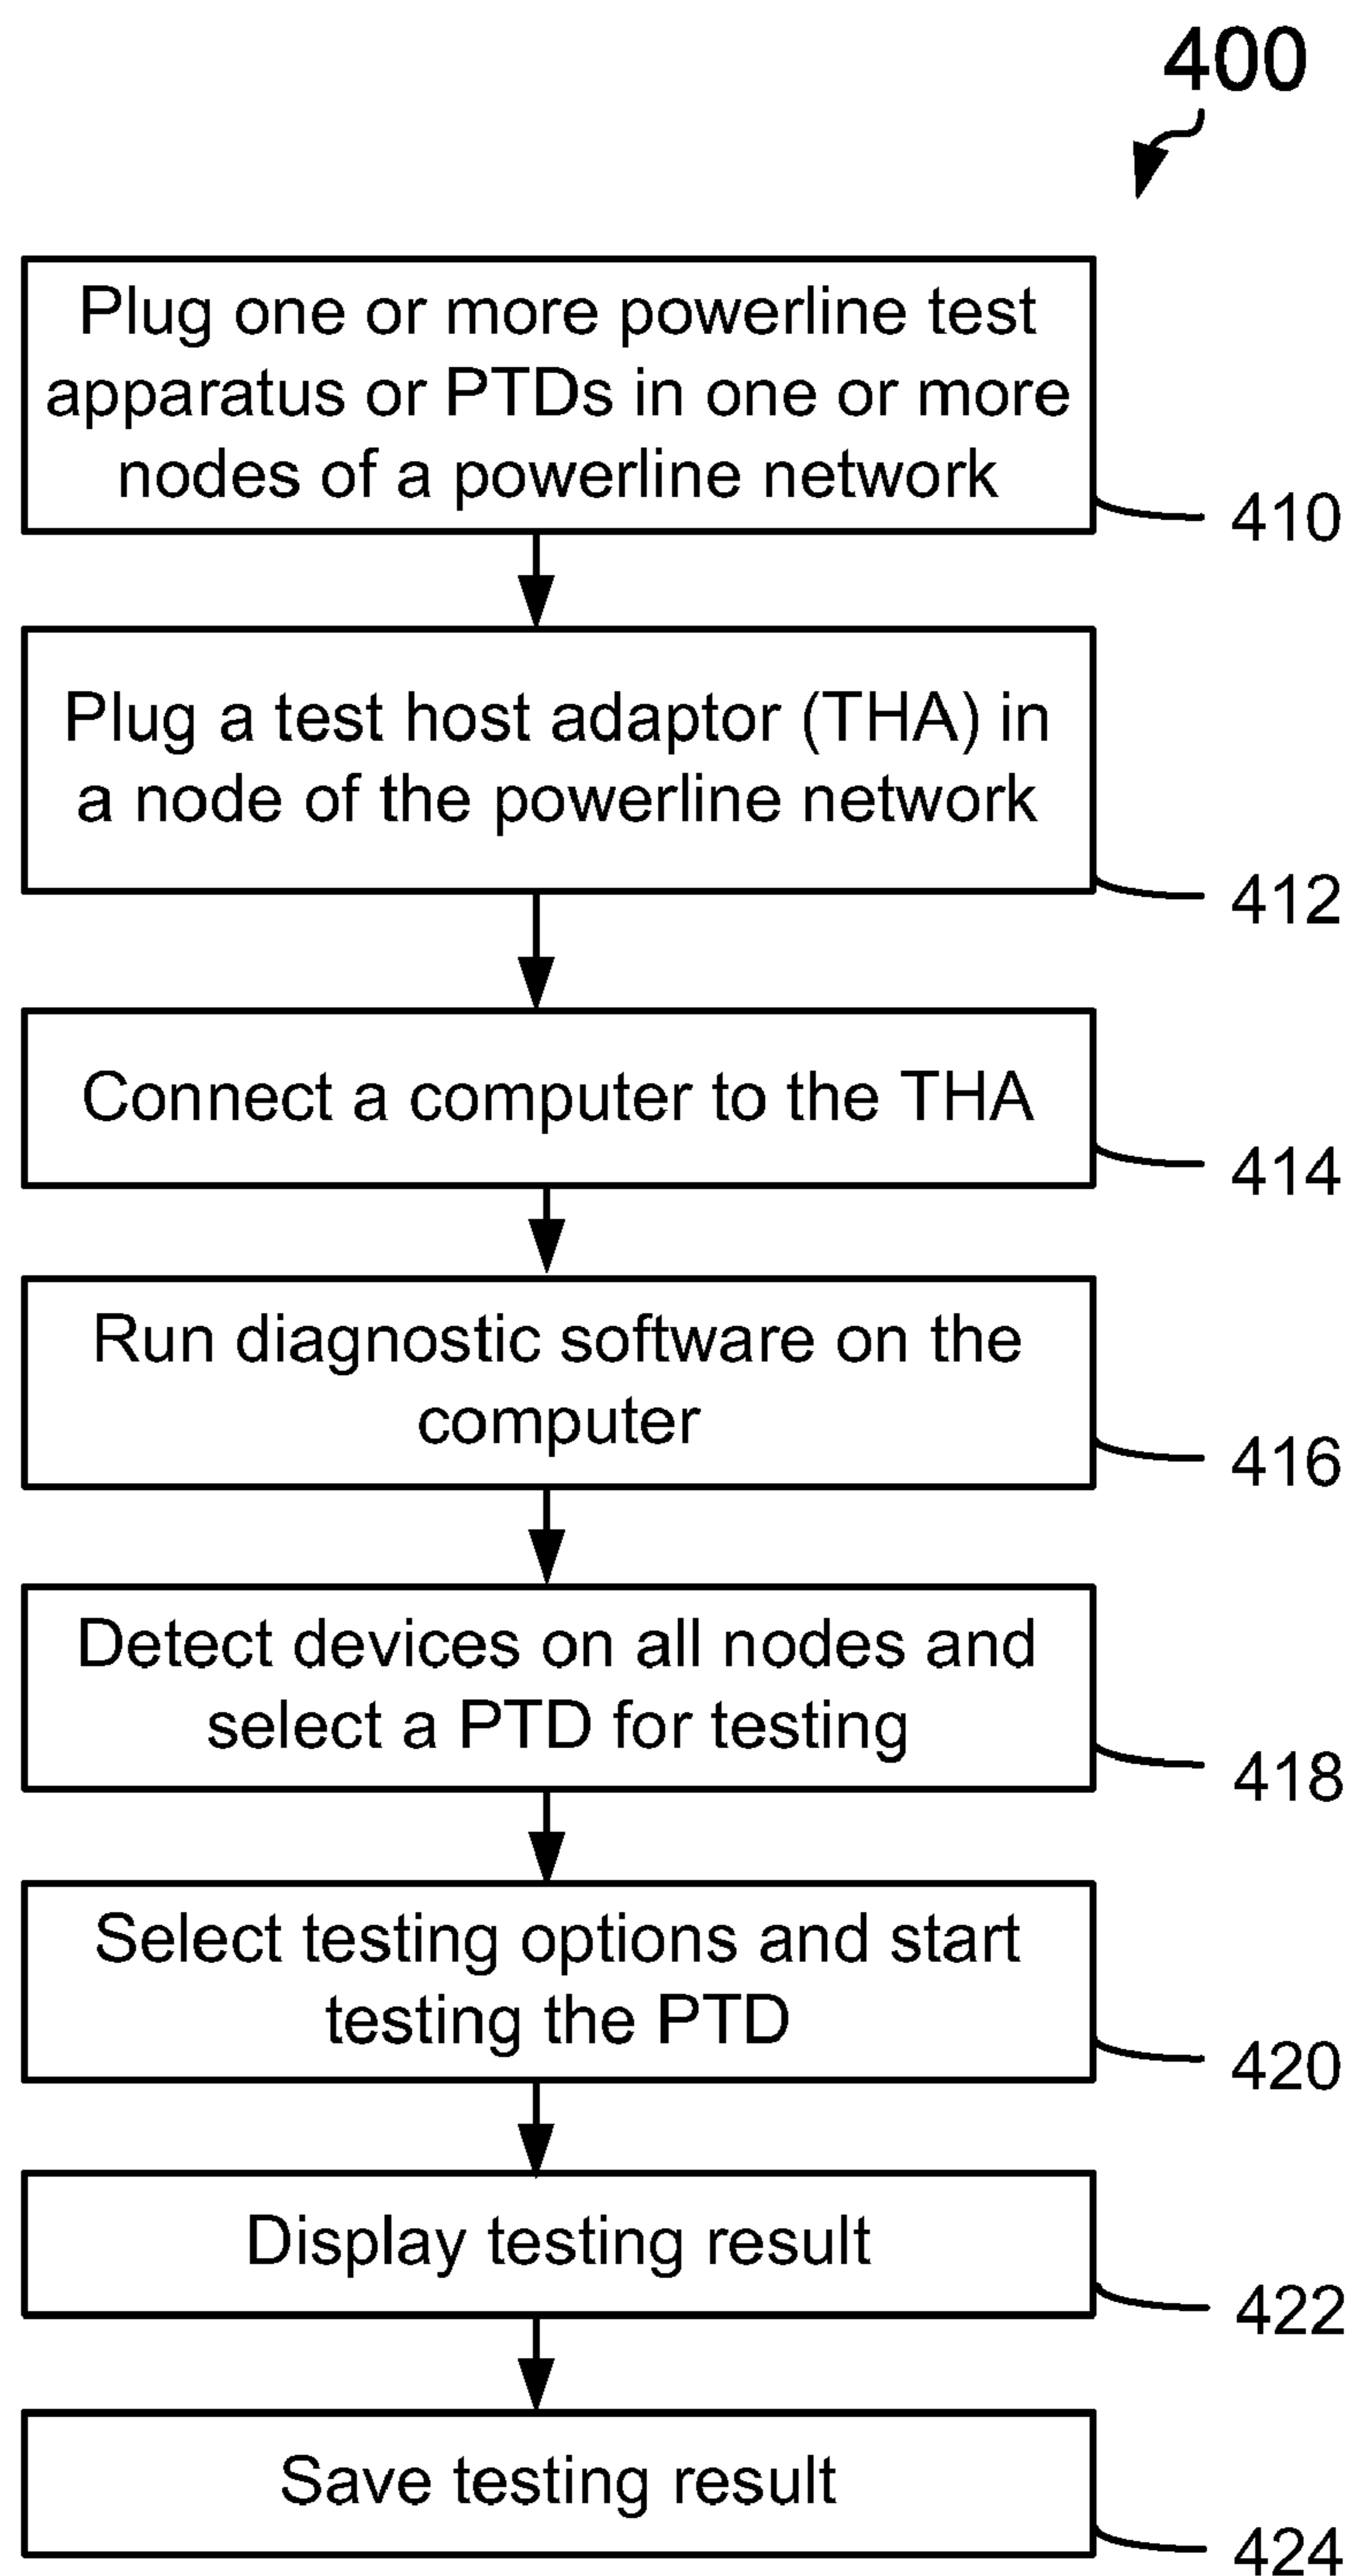 400
Plug one or more powerline test
apparatus or PTDs in one or more
nodes of a powerline network
410
Plug a test host adaptor (THA) in
a node of the powerline network
412
Connect a computer to the THA
414
Run diagnostic software on the
computer
416
Detect devices on all nodes and
select a PTD for testing
418
Select testing options and start
testing the PTD
420
Display testing result
422
Save testing result
424